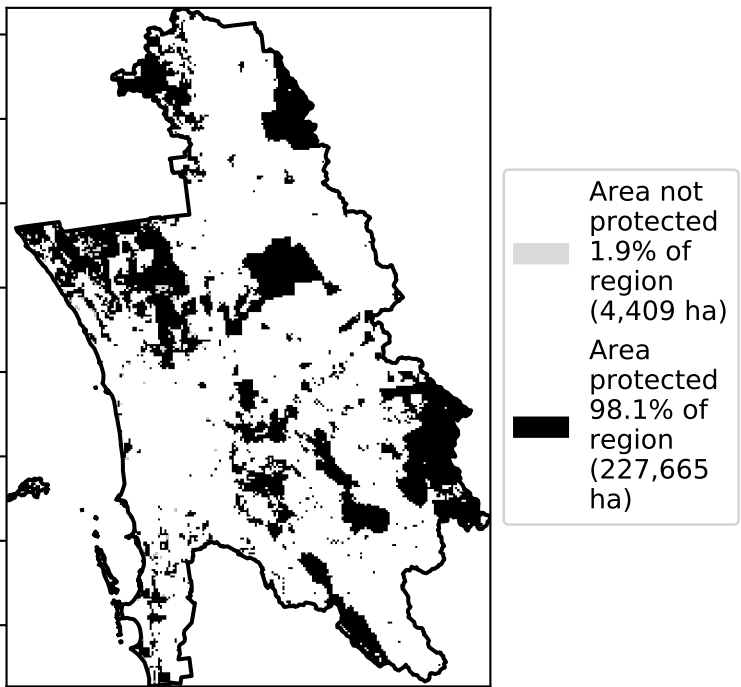 Area not
protected
1.9% of
region
(4,409 ha)
Area
protected
98.1% of
region
(227,665
ha)